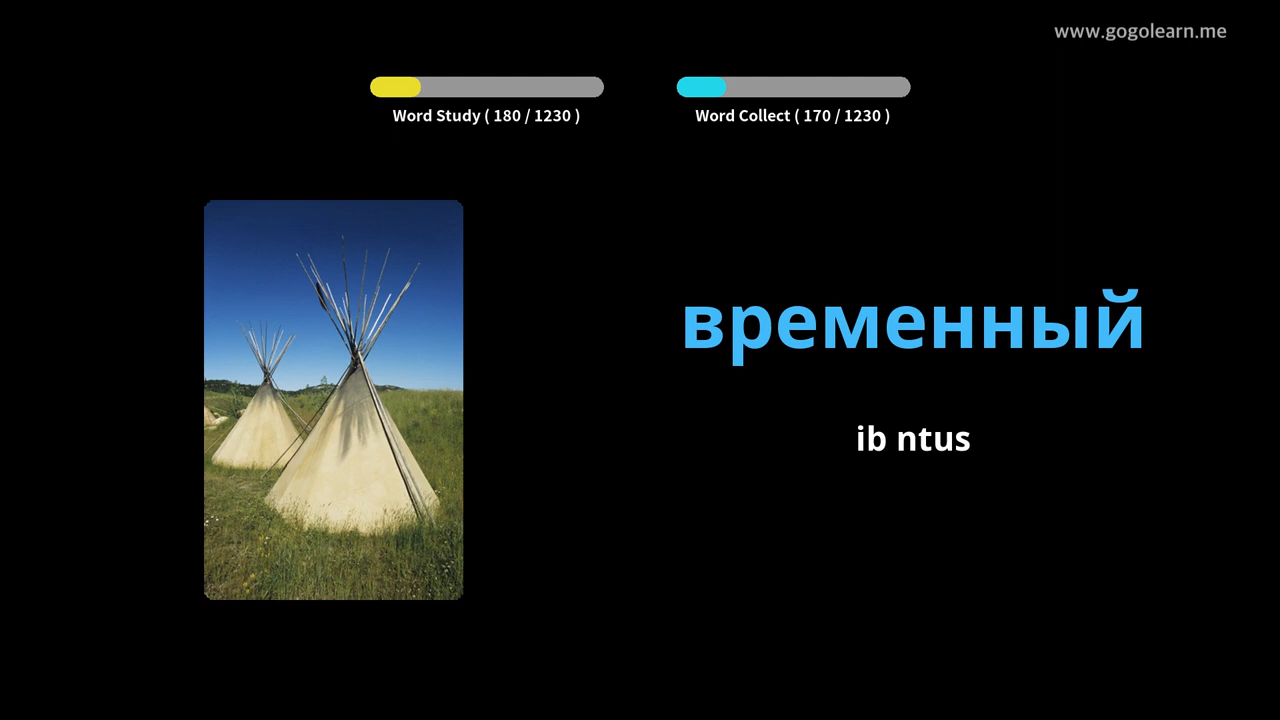 www.gogolearn.me
Word Study ( 180 / 1230 )
Word Collect ( 170 / 1230 )
временный
ib ntus